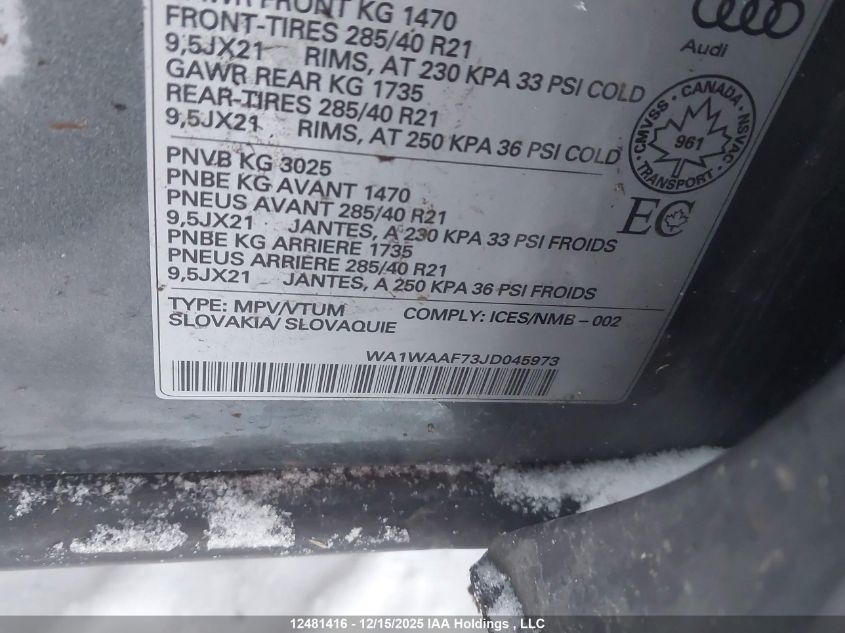 FRONT KG 1470
FRONT-TIRES 285/40 R21
9,5JX21 RIMS, AT 230 KPA 33 PSI COLD
GAWR REAR KG 1735
REAR-TIRES 285/40 R21
9,5JX21 RIMS, AT 250 KPA 36 PSI COLD
Audi
CMVSS · CANADA · NSVAC
961
TRANSPORT
EC
PNVB KG 3025
PNBE KG AVANT 1470
PNEUS AVANT 285/40 R21
9,5JX21 JANTES, A 230 KPA 33 PSI FROIDS
PNBE KG ARRIERE 1735
PNEUS ARRIERE 285/40 R21
9,5JX21 JANTES, A 250 KPA 36 PSI FROIDS
TYPE: MPV/VTUM COMPLY: ICES/NMB-002
SLOVAKIA/ SLOVAQUIE
WA1WAAF73JD045973
12481416 - 12/15/2025 IAA Holdings , LLC